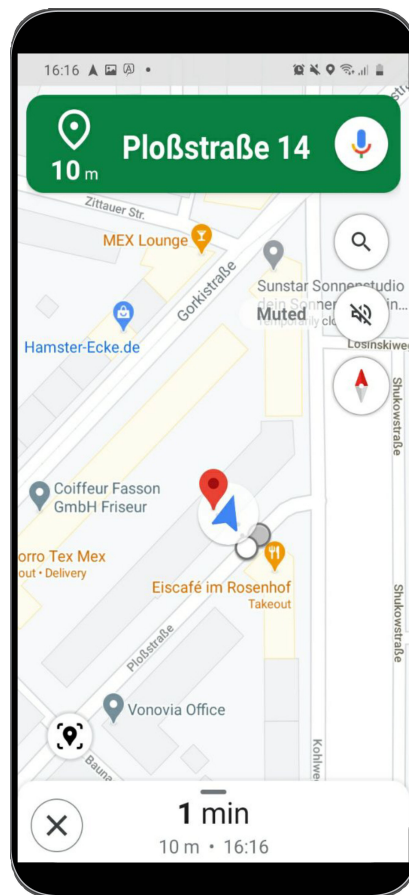 16:16
Ploßstraße 14
10 m
Zittauer Str.
MEX Lounge
Gorkistraße
Sunstar Sonnenstudio
Muted
Hamster-Ecke.de
Shukowstraße
Coiffeur Fasson
GmbH Friseur
orro Tex Mex
out • Delivery
Eiscafé im Rosenhof
Takeout
Shukowstraße
Ploßstraße
Vonovia Office
Bauna
Kohlwe
1 min
10 m • 16:16